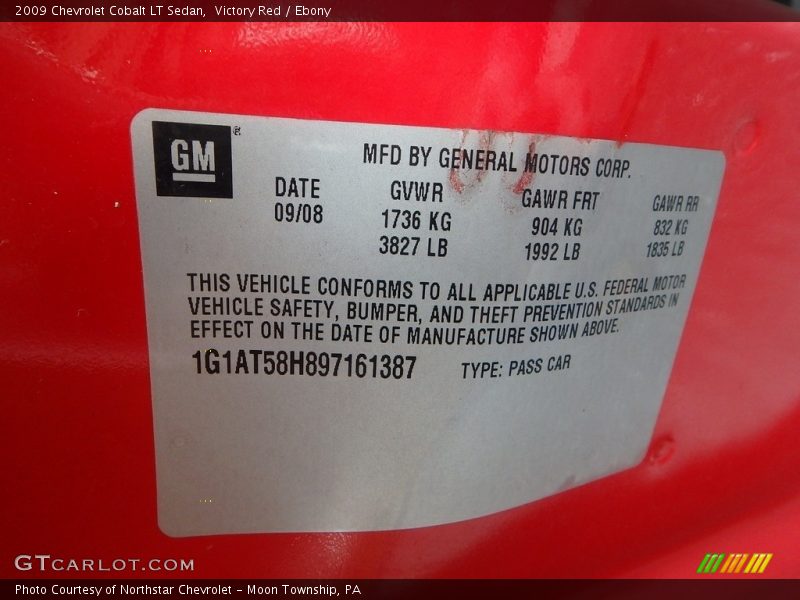 2009 Chevrolet Cobalt LT Sedan, Victory Red / Ebony
GM®
MFD BY GENERAL MOTORS CORP.
DATE GVWR GAWR FRT GAWR RR
09/08 1736 KG 904 KG 832 KG
3827 LB 1992 LB 1835 LB
THIS VEHICLE CONFORMS TO ALL APPLICABLE U.S. FEDERAL MOTOR
VEHICLE SAFETY, BUMPER, AND THEFT PREVENTION STANDARDS IN
EFFECT ON THE DATE OF MANUFACTURE SHOWN ABOVE.
1G1AT58H897161387 TYPE: PASS CAR
GTCARLOT.COM
Photo Courtesy of Northstar Chevrolet - Moon Township, PA